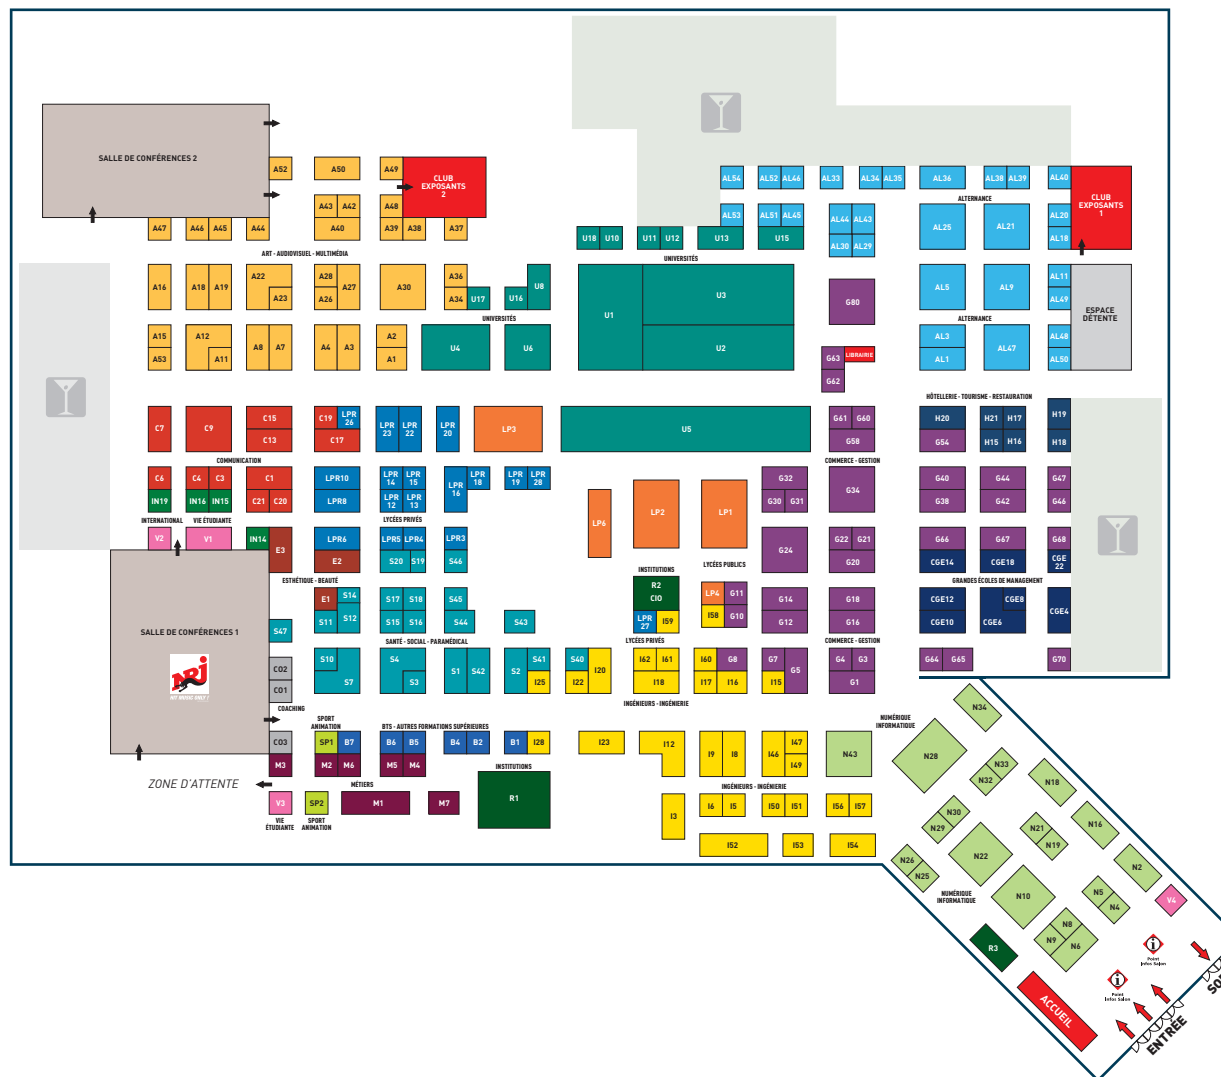 SALLE DE CONFÉRENCES 2
A52
A50
A49
CLUB
EXPOSANTS
2
A43
A42
A48
A40
A39
A38
A37
A47
A46
A45
A44
ART - AUDIOVISUEL - MULTIMÉDIA
AL54
AL52
AL46
AL33
AL34
AL35
AL36
AL38
AL39
AL40
CLUB
EXPOSANTS
1
ALTERNANCE
AL53
AL51
AL45
AL44
AL43
AL25
AL21
AL20
U18
U10
U11
U12
U13
U15
AL30
AL29
AL18
UNIVERSITÉS
A16
A18
A19
A22
A23
A28
A26
A27
A30
A36
A34
U17
U16
U8
U1
U3
U2
G80
AL5
AL9
AL11
AL49
ESPACE
DÉTENTE
UNIVERSITÉS
ALTERNANCE
A15
A53
A12
A11
A8
A7
A4
A3
A2
A1
U4
U6
G63
LIBRAIRIE
G62
AL3
AL1
AL47
AL48
AL50
HÔTELLERIE - TOURISME - RESTAURATION
C7
C9
C15
C13
C19
LPR
26
C17
LPR
23
LPR
22
LPR
20
LP3
U5
G61
G60
G58
H20
G54
H21
H17
H15
H16
H19
H18
COMMUNICATION
COMMERCE - GESTION
C6
IN19
C4
C3
IN16
IN15
C1
C21
C20
LPR10
LPR8
LPR
14
LPR
15
LPR
12
LPR
13
LPR
16
LPR
18
LPR
19
LPR
28
LP6
LP2
LP1
G32
G30
G31
G34
G40
G38
G44
G42
G47
G46
INTERNATIONAL
VIE ÉTUDIANTE
LYCÉES PRIVÉS
V2
V1
IN14
E3
LPR6
E2
LPR5
LPR4
S20
S19
LPR3
S46
G24
G22
G21
G20
G66
CGE14
G67
CGE18
G68
CGE
22
LYCÉES PUBLICS
INSTITUTIONS
ESTHÉTIQUE - BEAUTÉ
GRANDES ÉCOLES DE MANAGEMENT
E1
S14
S11
S12
S17
S18
S15
S16
S45
S44
S43
R2
CIO
LPR
27
I59
LP4
G11
I58
G10
G14
G12
G18
G16
CGE12
CGE10
CGE8
CGE6
CGE4
SALLE DE CONFÉRENCES 1
NRJ
HIT MUSIC ONLY !
S47
SANTÉ - SOCIAL - PARAMÉDICAL
LYCÉES PRIVÉS
COMMERCE - GESTION
CO2
CO1
S10
S7
S4
S3
S1
S42
S2
S41
I25
S40
I22
I20
I62
I61
I18
I60
G8
I17
I16
G7
I15
G5
G4
G3
G1
G64
G65
G70
COACHING
INGÉNIEURS - INGÉNIERIE
SPORT
ANIMATION
BTS - AUTRES FORMATIONS SUPÉRIEURES
NUMÉRIQUE
INFORMATIQUE
CO3
M3
SP1
B7
M2
M6
B6
B5
M5
M4
B4
B2
B1
I28
I23
I12
I9
I8
I46
I47
I49
N43
N28
N34
N33
N32
ZONE D'ATTENTE
MÉTIERS
INSTITUTIONS
INGÉNIEURS - INGÉNIERIE
V3
SP2
M1
M7
R1
I3
I6
I5
I50
I51
I56
I57
VIE
ÉTUDIANTE
SPORT
ANIMATION
I52
I53
I54
N18
N16
N30
N29
N21
N19
N22
N26
N25
N2
NUMÉRIQUE
INFORMATIQUE
N10
N5
N4
V4
N8
N9
N6
R3
Point
Infos Salon
Point
Infos Salon
ACCUEIL
ENTRÉE